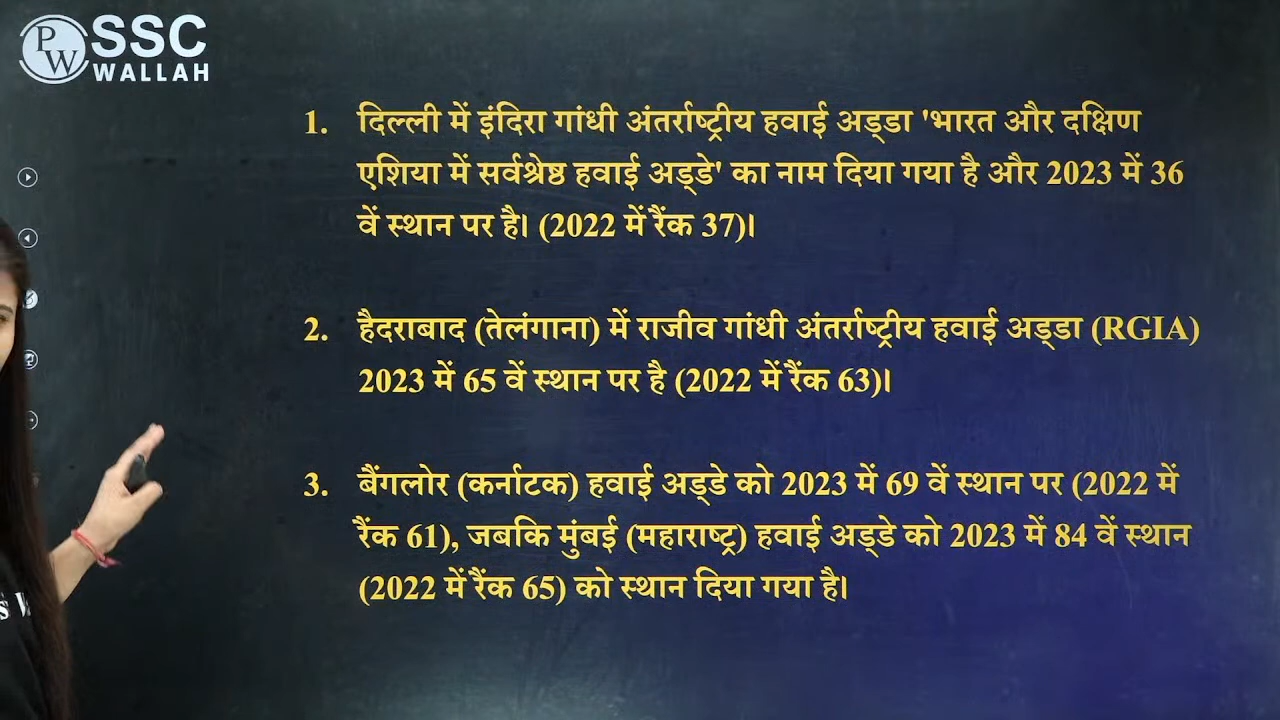 PW SSC
WALLAH
1. दिल्ली में इंदिरा गांधी अंतर्राष्ट्रीय हवाई अड्डा 'भारत और दक्षिण
एशिया में सर्वश्रेष्ठ हवाई अड्डे' का नाम दिया गया है और 2023 में 36
वें स्थान पर है। (2022 में रैंक 37)।
2. हैदराबाद (तेलंगाना) में राजीव गांधी अंतर्राष्ट्रीय हवाई अड्डा (RGIA)
2023 में 65 वें स्थान पर है (2022 में रैंक 63)।
3. बैंगलोर (कर्नाटक) हवाई अड्डे को 2023 में 69 वें स्थान पर (2022 में
रैंक 61), जबकि मुंबई (महाराष्ट्र) हवाई अड्डे को 2023 में 84 वें स्थान
(2022 में रैंक 65) को स्थान दिया गया है।